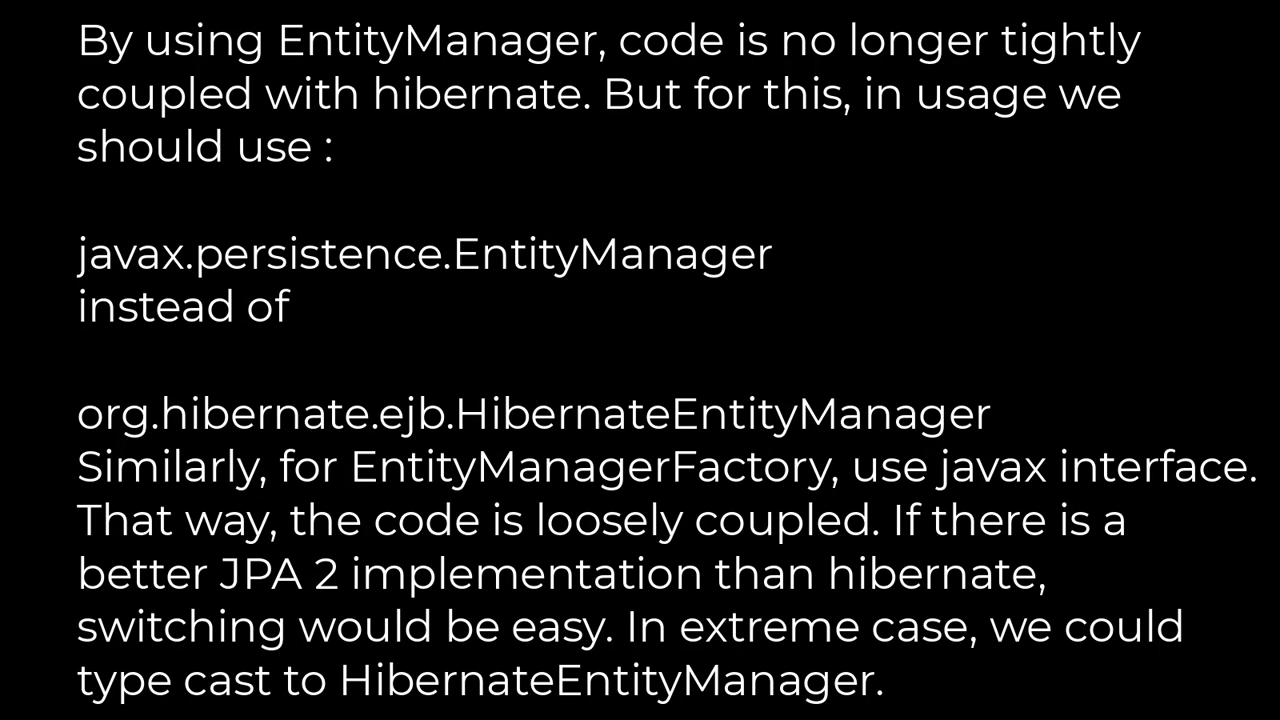 By using EntityManager, code is no longer tightly
coupled with hibernate. But for this, in usage we
should use :
javax.persistence.EntityManager
instead of
org.hibernate.ejb.HibernateEntityManager
Similarly, for EntityManagerFactory, use javax interface.
That way, the code is loosely coupled. If there is a
better JPA 2 implementation than hibernate,
switching would be easy. In extreme case, we could
type cast to HibernateEntityManager.